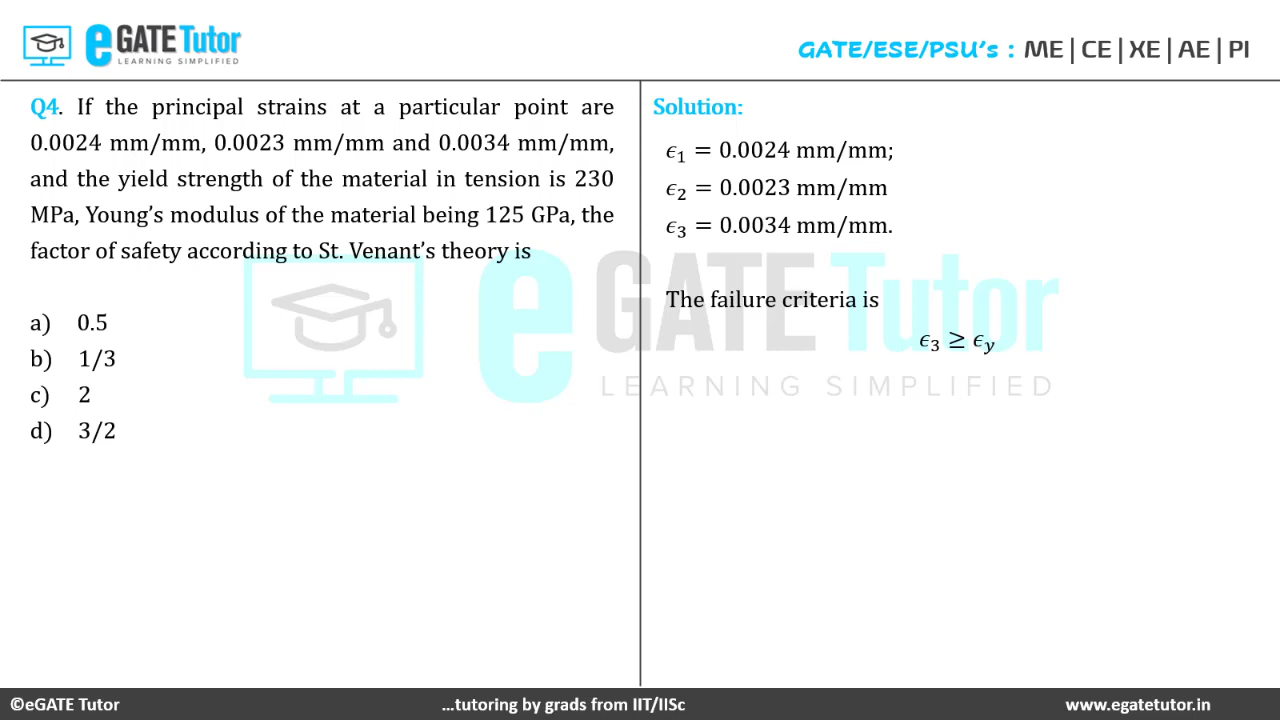 e GATE Tutor
LEARNING SIMPLIFIED
GATE/ESE/PSU's : ME | CE | XE | AE | PI
Q4. If the principal strains at a particular point are
0.0024 mm/mm, 0.0023 mm/mm and 0.0034 mm/mm,
and the yield strength of the material in tension is 230
MPa, Young's modulus of the material being 125 GPa, the
factor of safety according to St. Venant's theory is
a) 0.5
b) 1/3
c) 2
d) 3/2
Solution:
ϵ₁ = 0.0024 mm/mm;
ϵ₂ = 0.0023 mm/mm
ϵ₃ = 0.0034 mm/mm.
The failure criteria is
ϵ₃ ≥ ϵy
e GATE Tutor
LEARNING SIMPLIFIED
©eGATE Tutor
...tutoring by grads from IIT/IISc
www.egatetutor.in